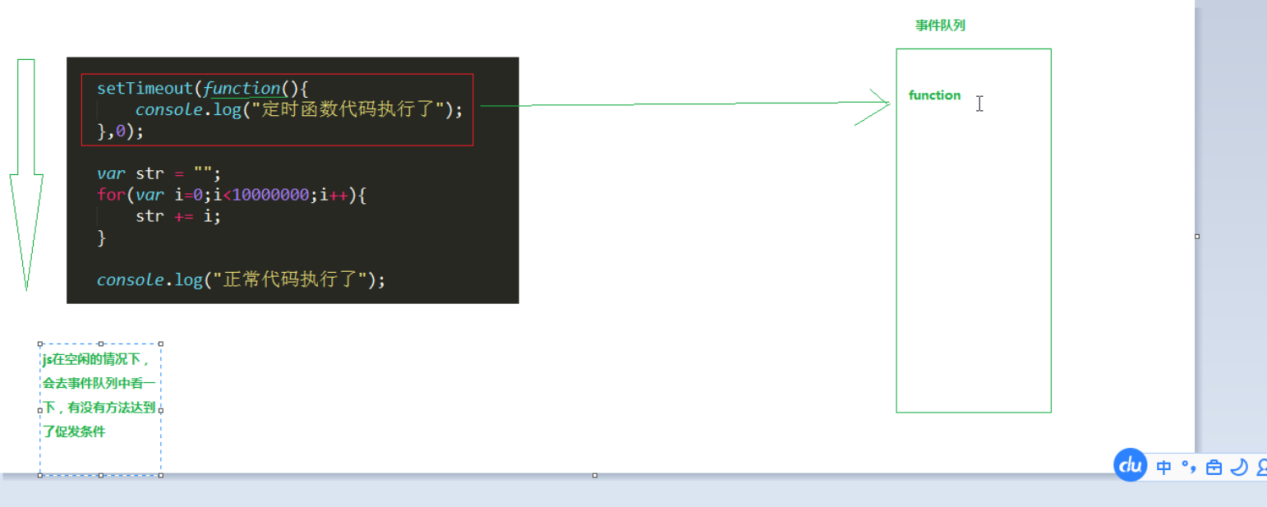 事件队列
setTimeout(function(){
console.log("定时函数代码执行了");
},0);
var str = "";
for(var i=0;i<10000000;i++){
str += i;
}
console.log("正常代码执行了");
function
js在空闲的情况下，
会去事件队列中看一
下，有没有方法达到
了促发条件
du 中 °,